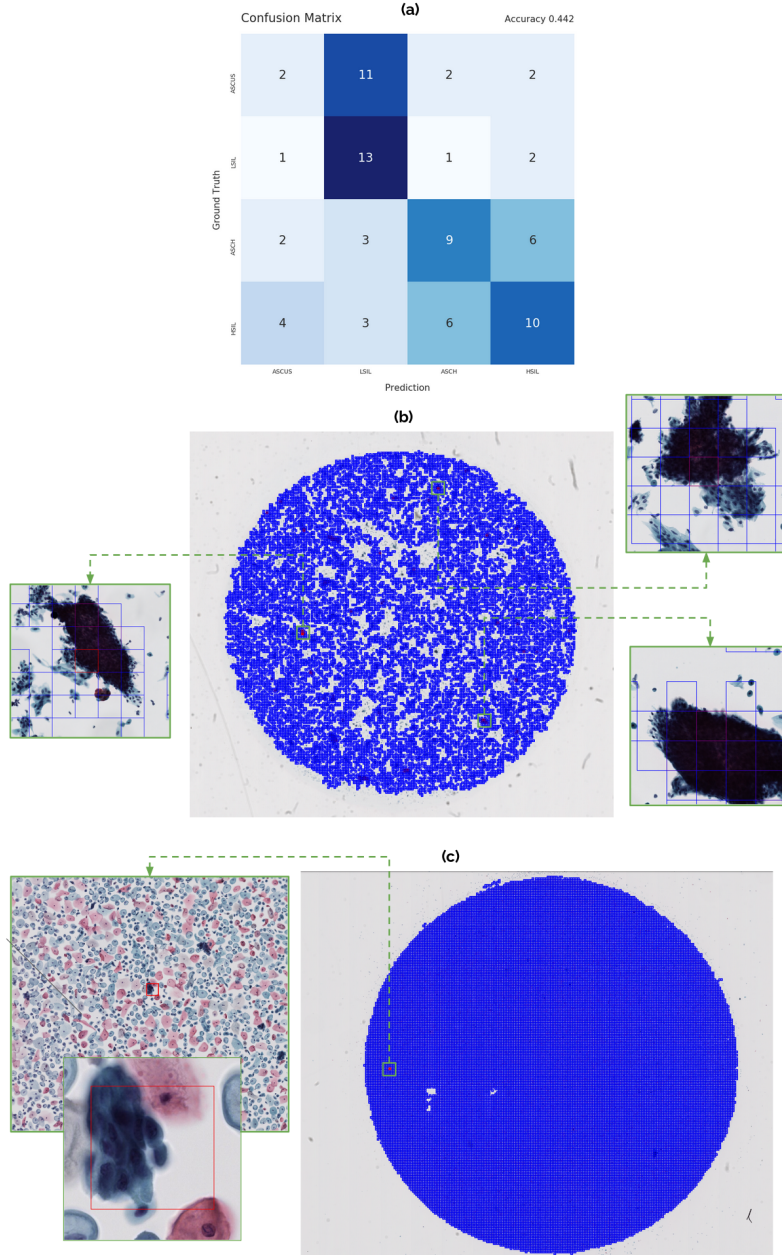 (a)
Confusion Matrix
Accuracy 0.442
ASCUS
2 11 2 2
LSIL
1 13 1 2
Ground Truth
ASCH
2 3 9 6
HSIL
4 3 6 10
ASCUS LSIL ASCH HSIL
Prediction
(b)
(c)